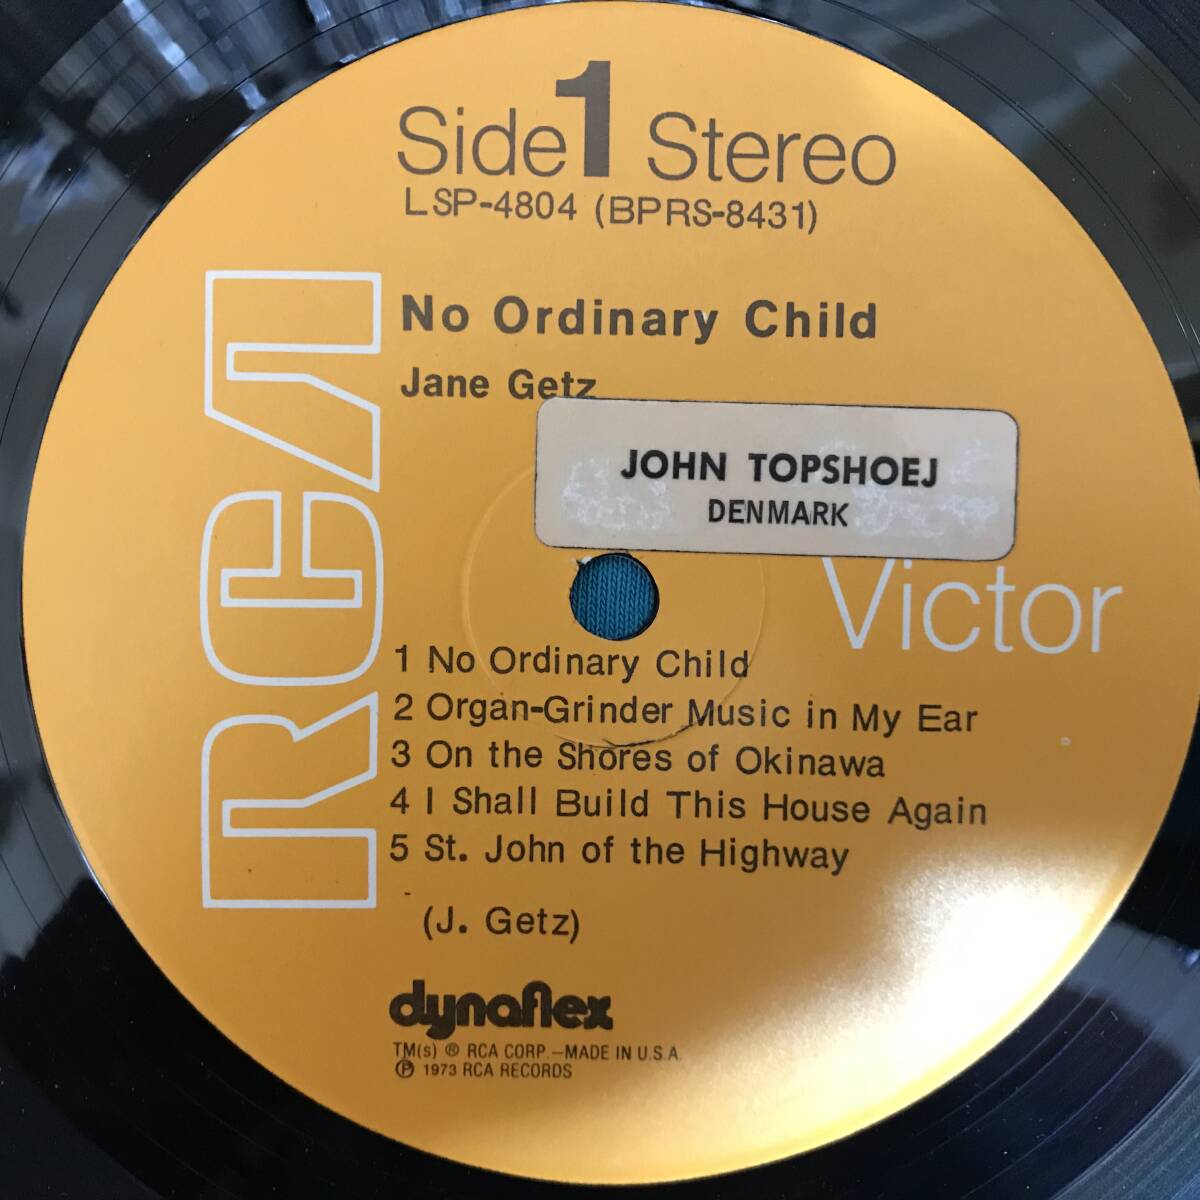 Side 1 Stereo
LSP-4804 (BPRS-8431)
RCA
No Ordinary Child
Jane Getz
JOHN TOPSHOEJ
DENMARK
Victor
1 No Ordinary Child
2 Organ-Grinder Music in My Ear
3 On the Shores of Okinawa
4 I Shall Build This House Again
5 St. John of the Highway
(J. Getz)
dynaflex
TM(s) ® RCA CORP.—MADE IN U.S.A.
℗ 1973 RCA RECORDS